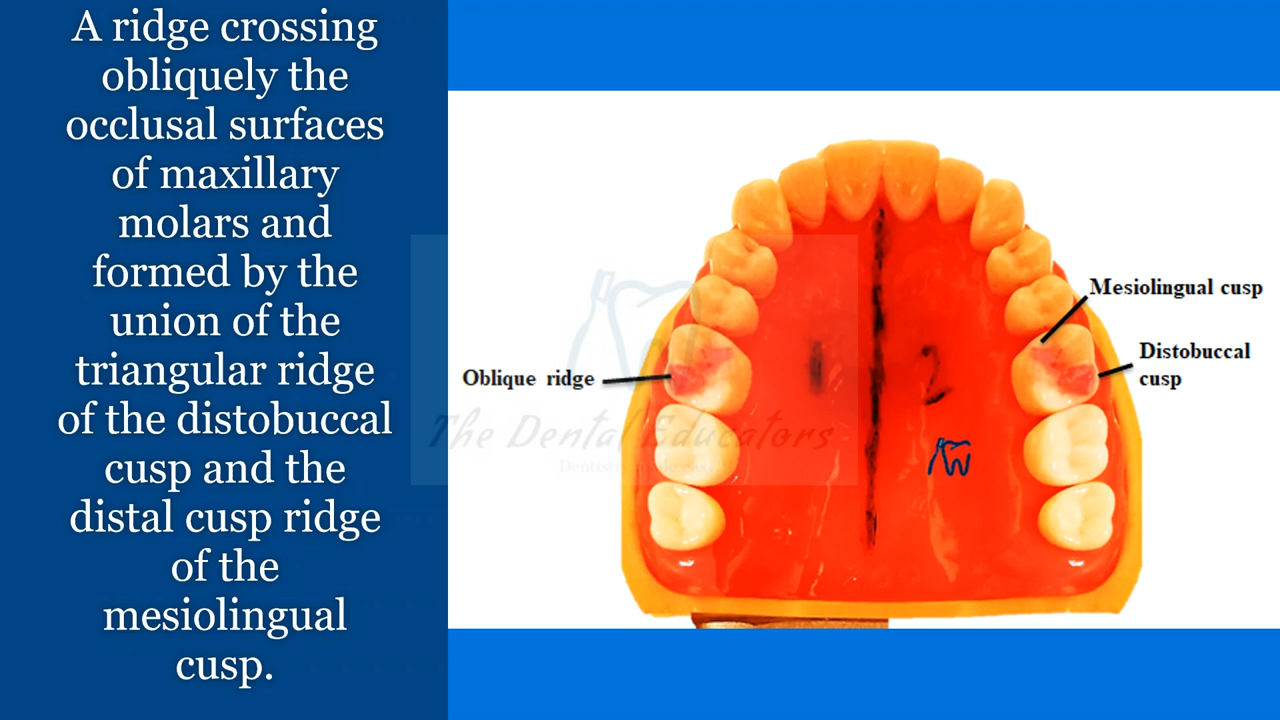 A ridge crossing
obliquely the
occlusal surfaces
of maxillary
molars and
formed by the
union of the
triangular ridge
of the distobuccal
cusp and the
distal cusp ridge
of the
mesiolingual
cusp.
Mesiolingual cusp
Distobuccal
cusp
Oblique ridge
1
2
The Dental Educators